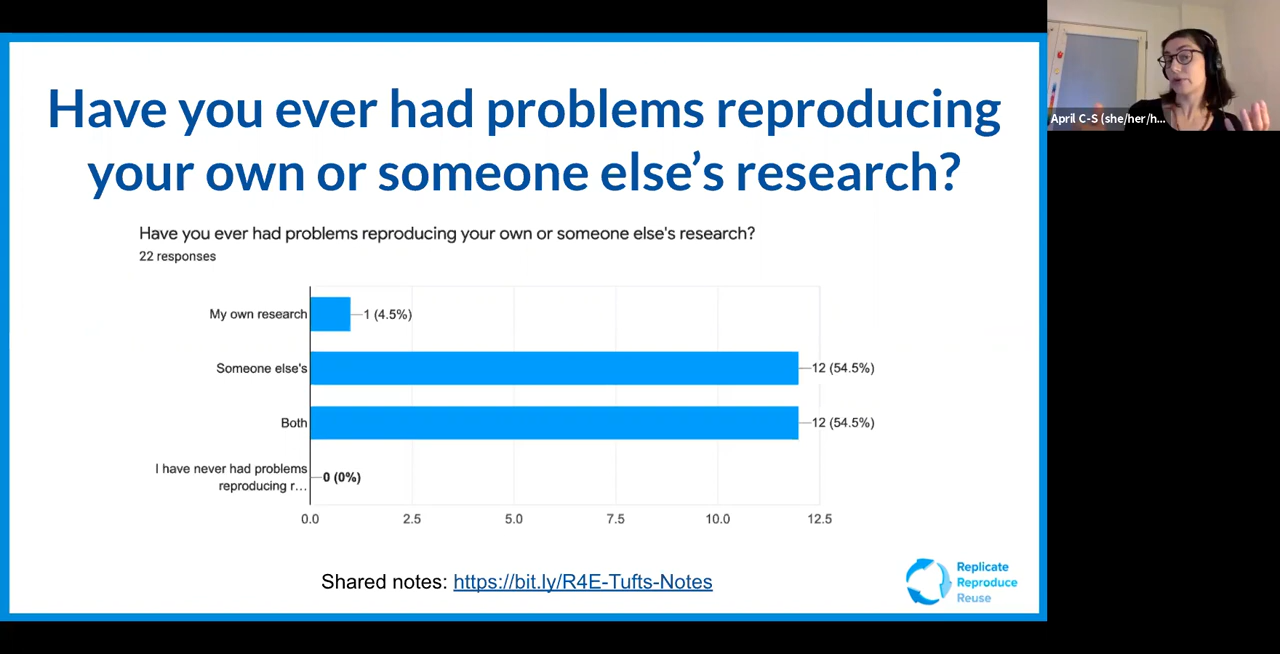 Have you ever had problems reproducing
your own or someone else’s research?
Have you ever had problems reproducing your own or someone else's research?
22 responses
My own research
1 (4.5%)
Someone else's
12 (54.5%)
Both
12 (54.5%)
I have never had problems
reproducing r…
0 (0%)
0.0 2.5 5.0 7.5 10.0 12.5
Shared notes: https://bit.ly/R4E-Tufts-Notes
Replicate
Reproduce
Reuse
April C-S (she/her/h...